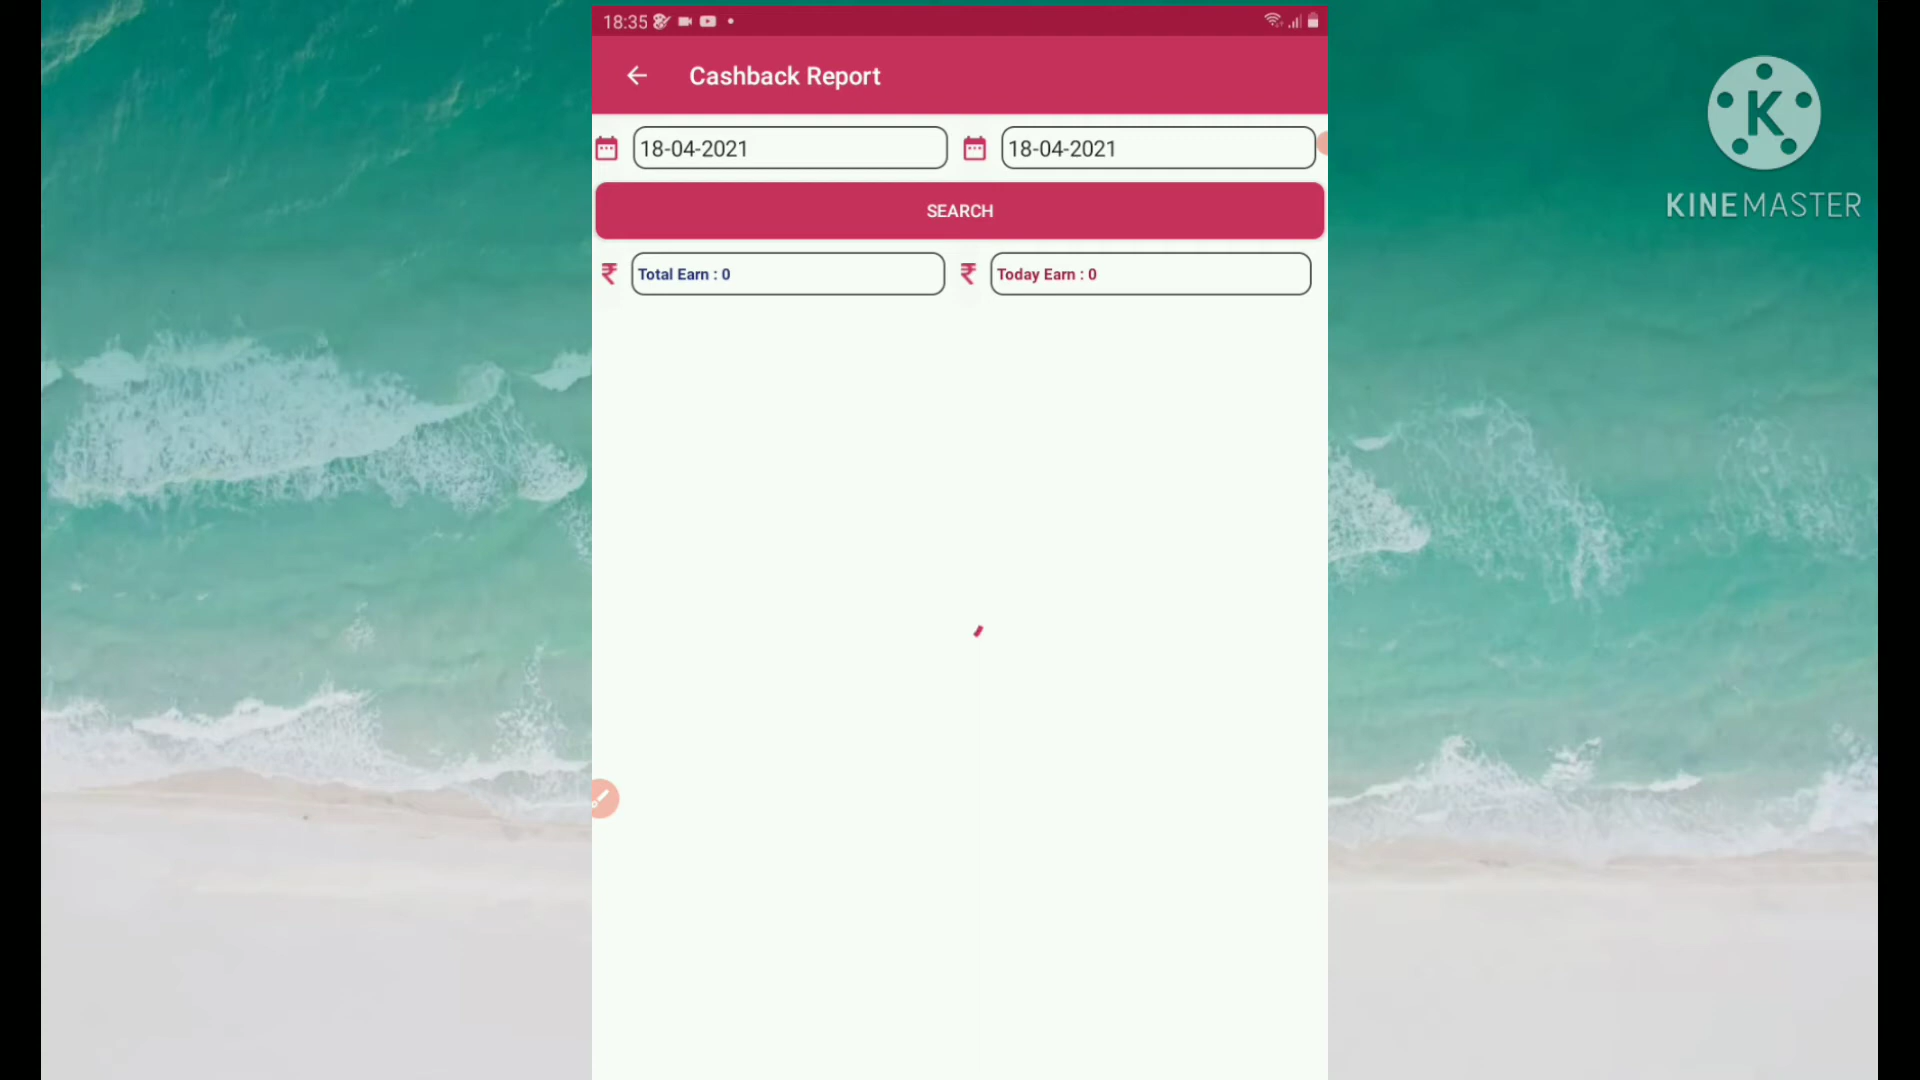 18:35
Cashback Report
18-04-2021
18-04-2021
SEARCH
₹ Total Earn : 0
₹ Today Earn : 0
K
KINEMASTER